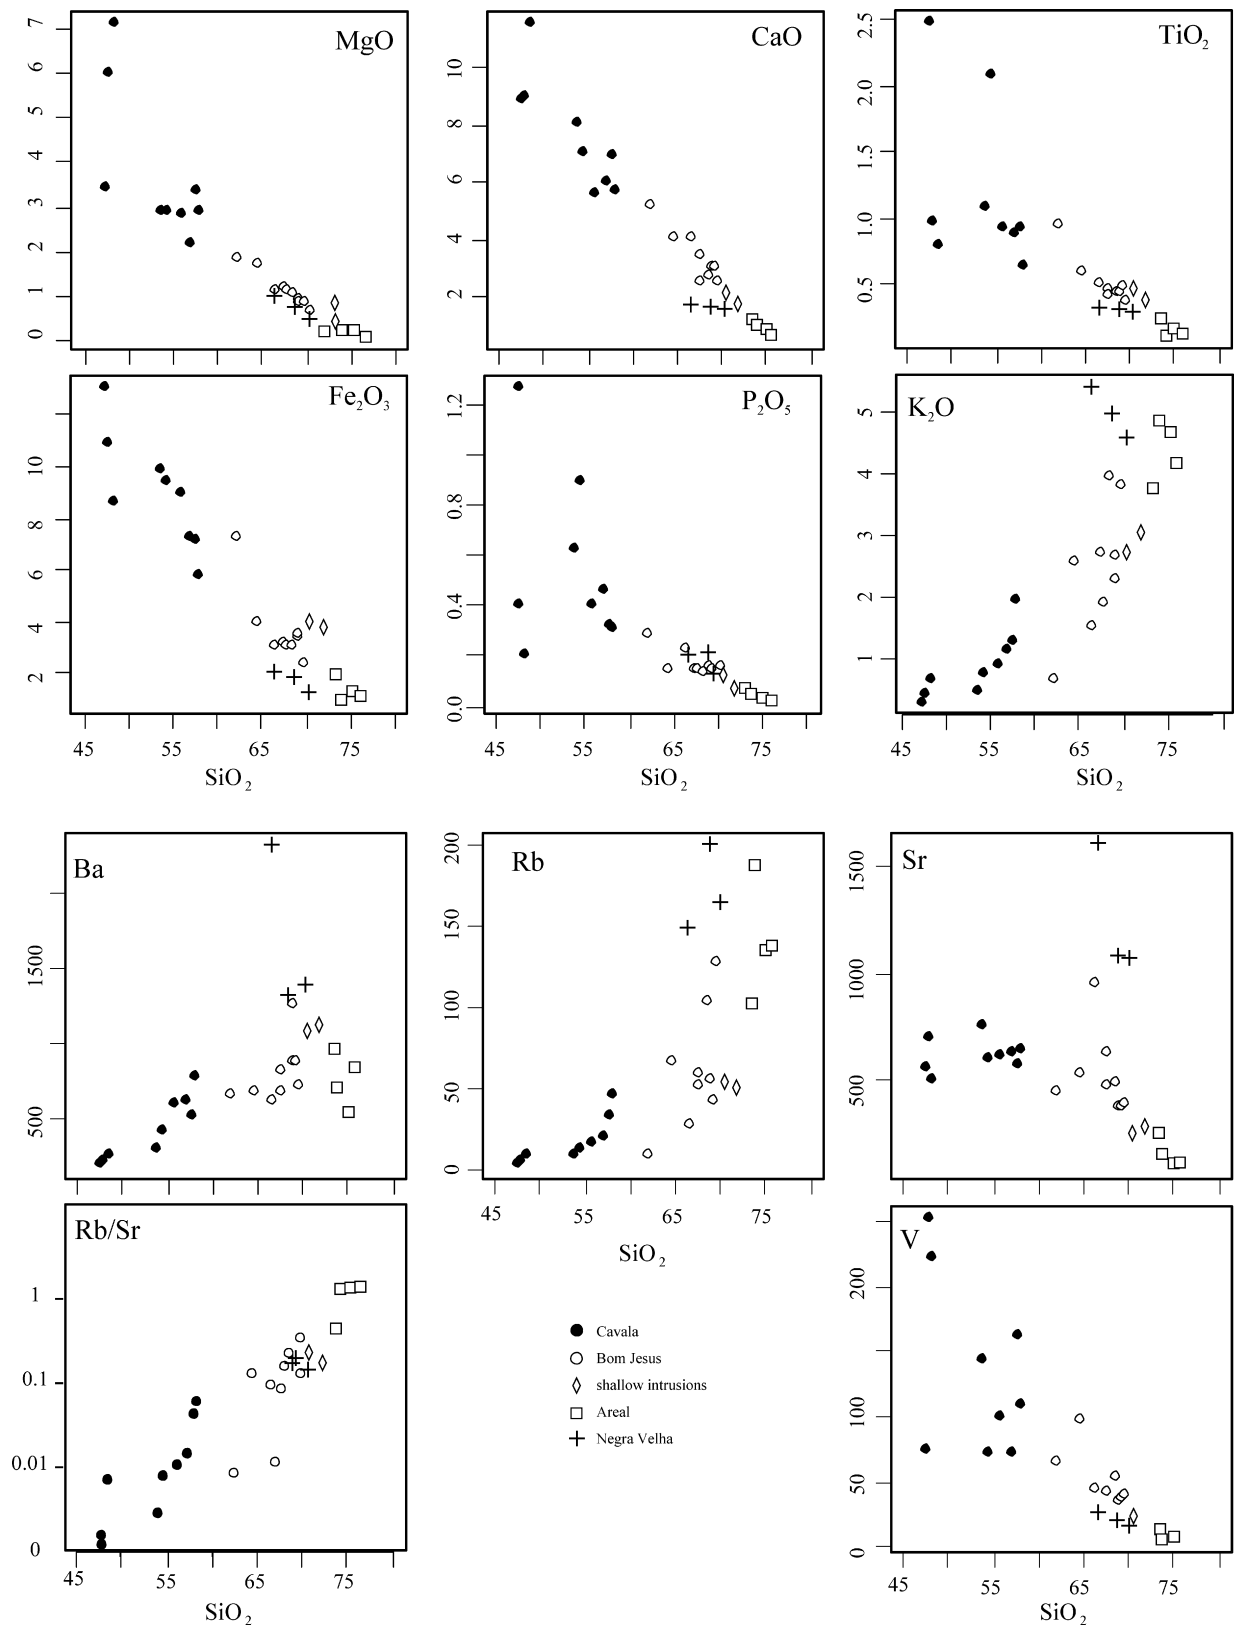 MgO
7
6
5
4
3
2
1
0
CaO
10
8
6
4
2
TiO2
2.5
2.0
1.5
1.0
0.5
Fe2O3
10
8
6
4
2
45 55 65 75
SiO2
P2O5
1.2
0.8
0.4
0.0
45 55 65 75
SiO2
K2O
5
4
3
2
1
45 55 65 75
SiO2
Ba
1500
500
Rb
200
150
100
50
0
45 55 65 75
SiO2
Sr
1500
1000
500
Rb/Sr
1
0.1
0.01
0
45 55 65 75
SiO2
Cavala
Bom Jesus
shallow intrusions
Areal
Negra Velha
V
200
100
50
0
45 55 65 75
SiO2